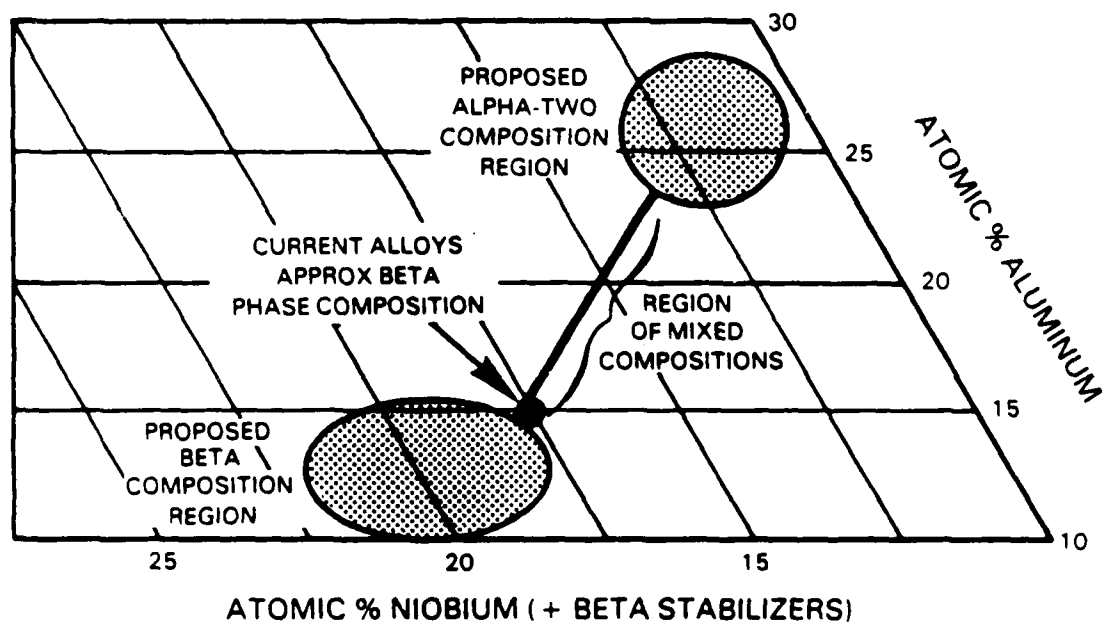 30
PROPOSED
ALPHA-TWO
COMPOSITION
REGION
25
ATOMIC % ALUMINUM
CURRENT ALLOYS
APPROX BETA
PHASE COMPOSITION
20
REGION
OF MIXED
COMPOSITIONS
15
PROPOSED
BETA
COMPOSITION
REGION
10
25 20 15
ATOMIC % NIOBIUM (+ BETA STABILIZERS)